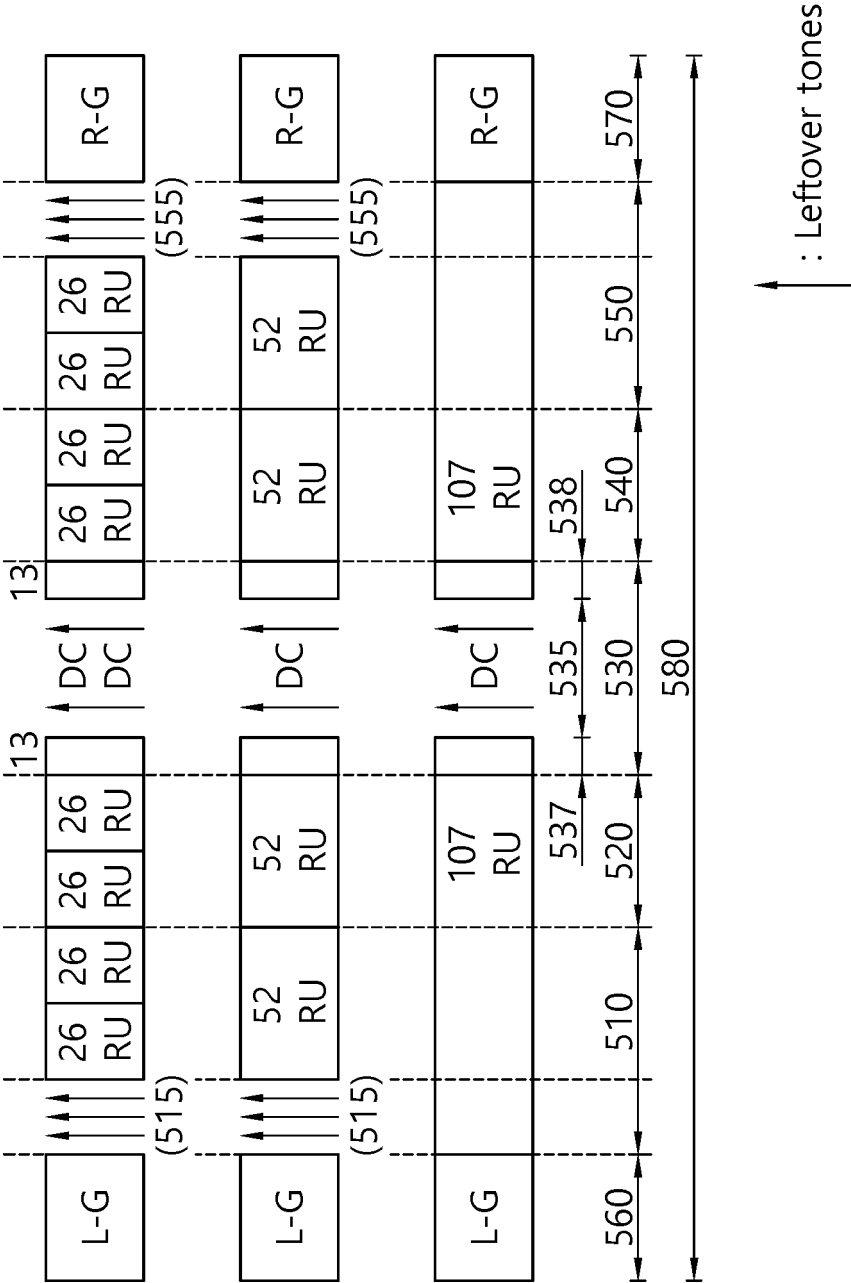 13 13
L-G 26 26 26 26 DC 26 26 26 26 R-G
RU RU RU RU DC RU RU RU RU
(515) (555)
L-G 52 52 DC 52 52 R-G
RU RU RU RU
(515) (555)
L-G 107 DC 107 R-G
RU RU
537 535 538
560 510 520 530 540 550 570
580
: Leftover tones